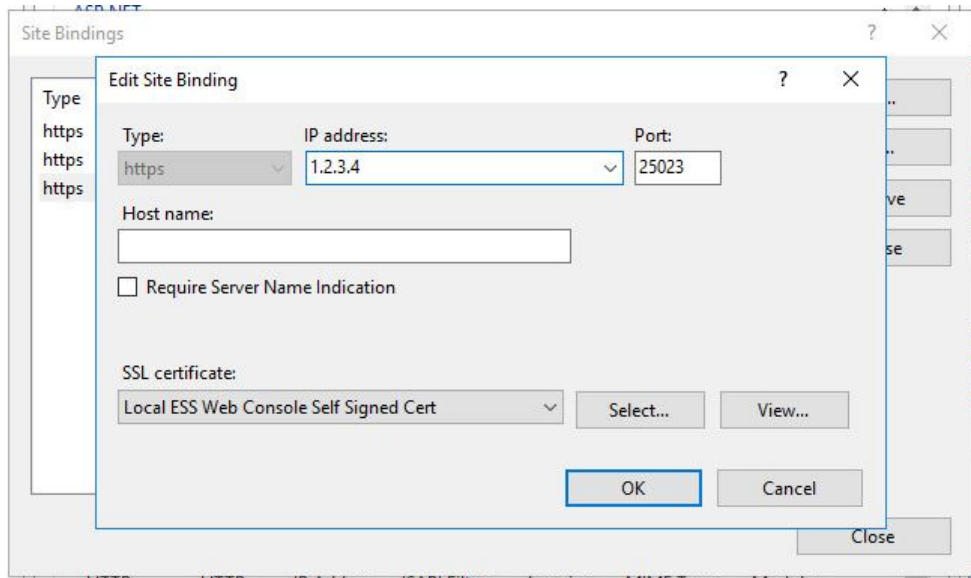 ASP.NET
Site Bindings ? ✕
Edit Site Binding ? ✕
Type
https
https
https
Type: IP address: Port:
https 1.2.3.4 25023
Host name:
Require Server Name Indication
SSL certificate:
Local ESS Web Console Self Signed Cert Select... View...
OK Cancel
Close